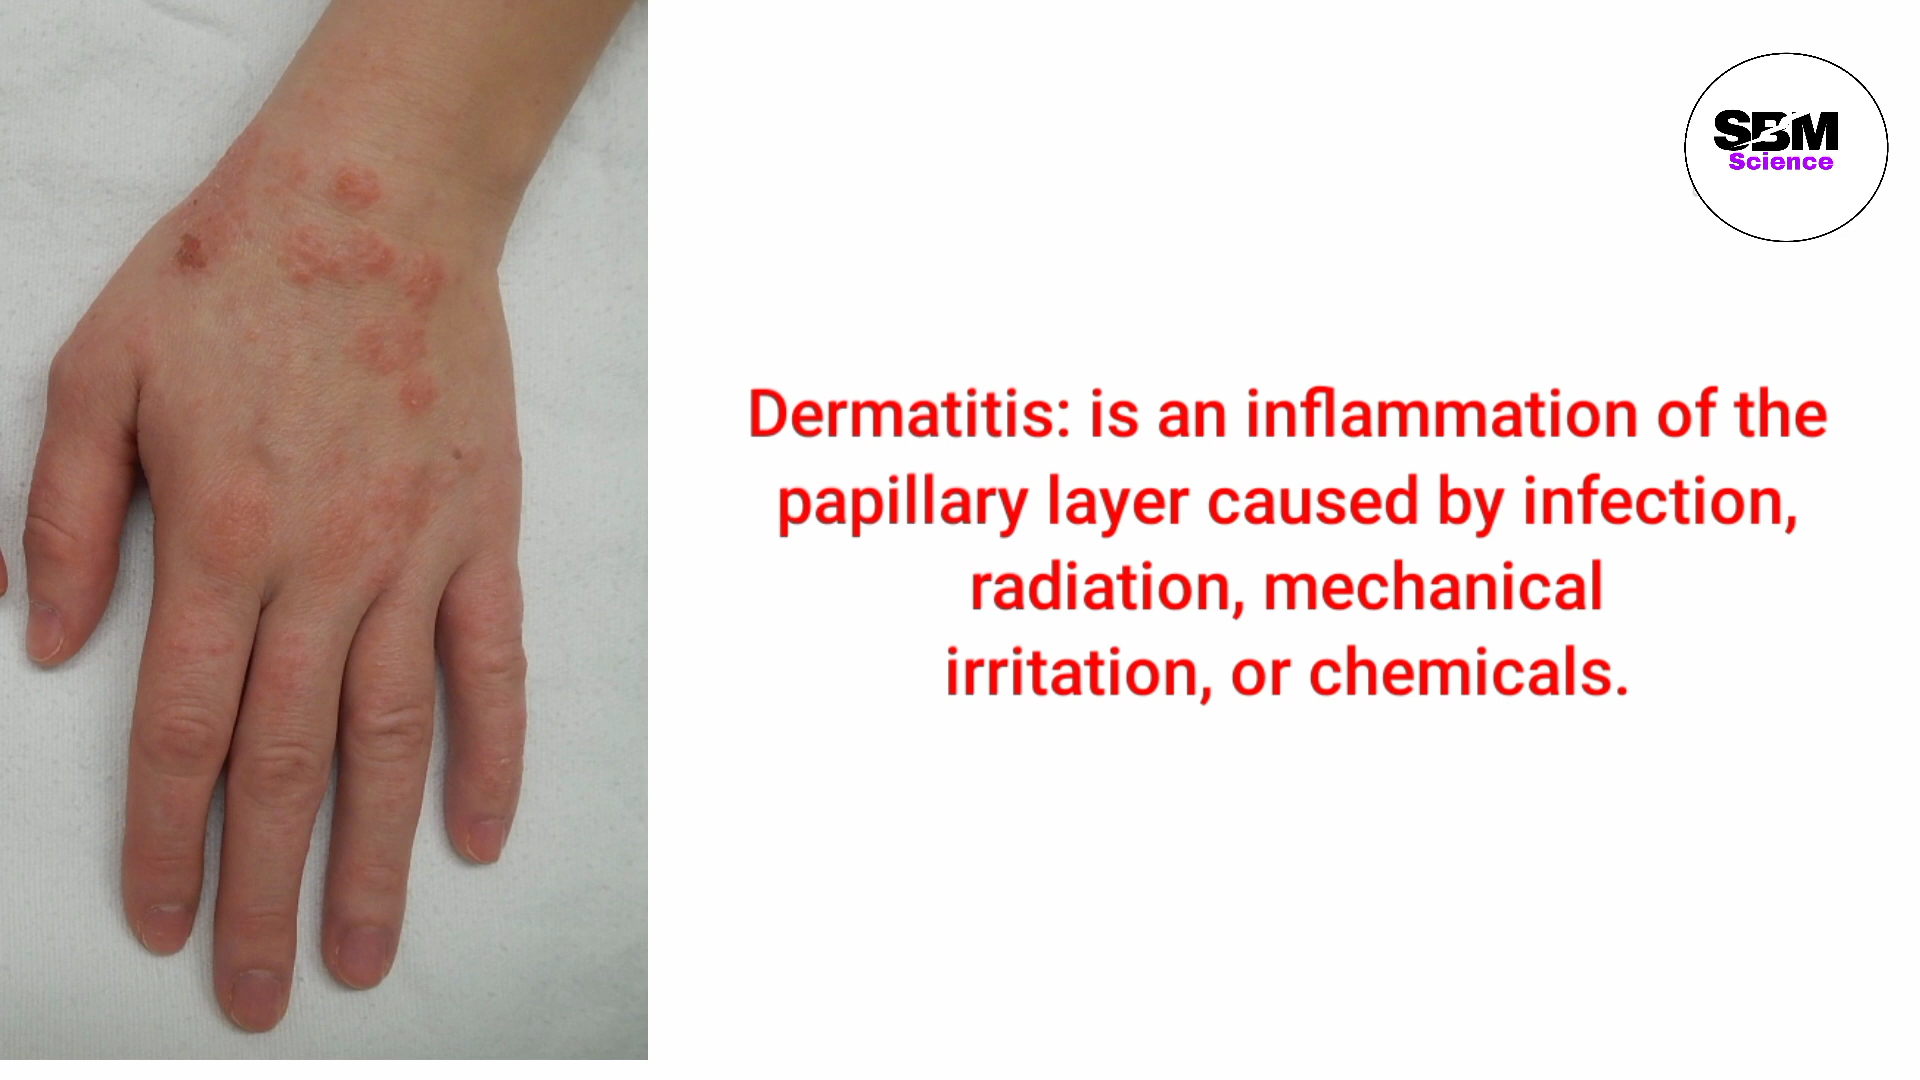 SBM
Science
Dermatitis: is an inflammation of the
papillary layer caused by infection,
radiation, mechanical
irritation, or chemicals.